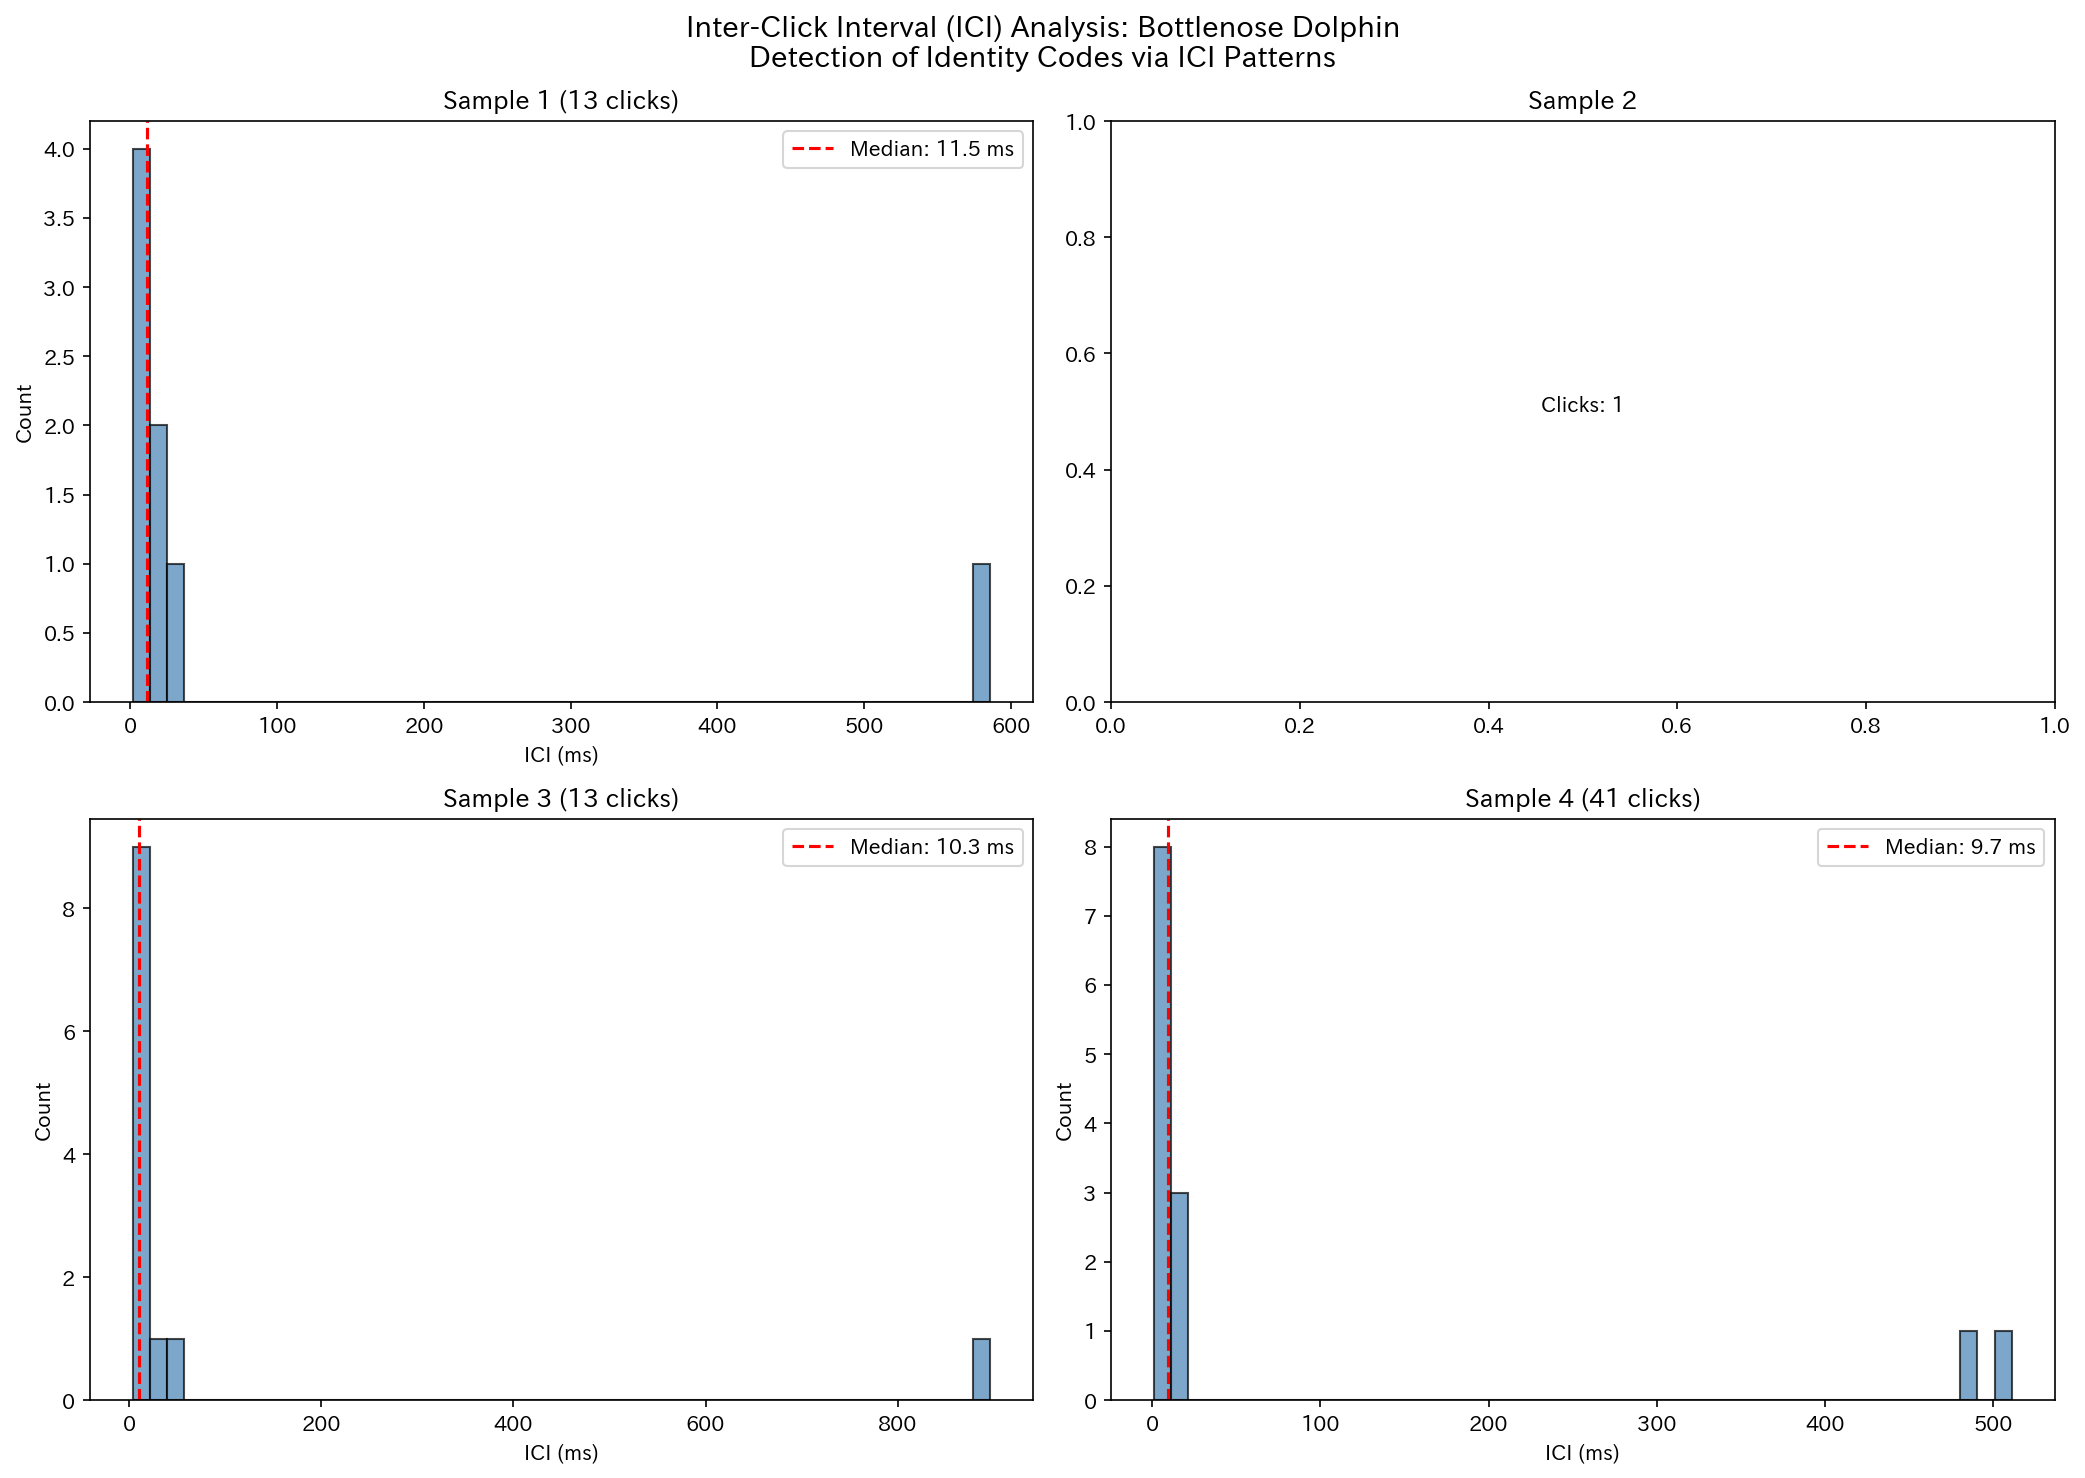 Inter-Click Interval (ICI) Analysis: Bottlenose Dolphin
Detection of Identity Codes via ICI Patterns
Sample 1 (13 clicks)
Median: 11.5 ms
Count
4.0
3.5
3.0
2.5
2.0
1.5
1.0
0.5
0.0
0 100 200 300 400 500 600
ICI (ms)
Sample 2
1.0
0.8
0.6
0.4
0.2
0.0
Clicks: 1
0.0 0.2 0.4 0.6 0.8 1.0
Sample 3 (13 clicks)
Median: 10.3 ms
Count
8
6
4
2
0
0 200 400 600 800
ICI (ms)
Sample 4 (41 clicks)
Median: 9.7 ms
Count
8
7
6
5
4
3
2
1
0
0 100 200 300 400 500
ICI (ms)